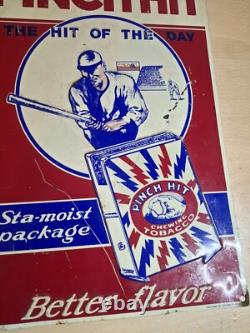 PINCH HIT
THE HIT OF THE DAY
PINCH HIT
CHEWING
TOBACCO
Sta-moist
package
Better flavor